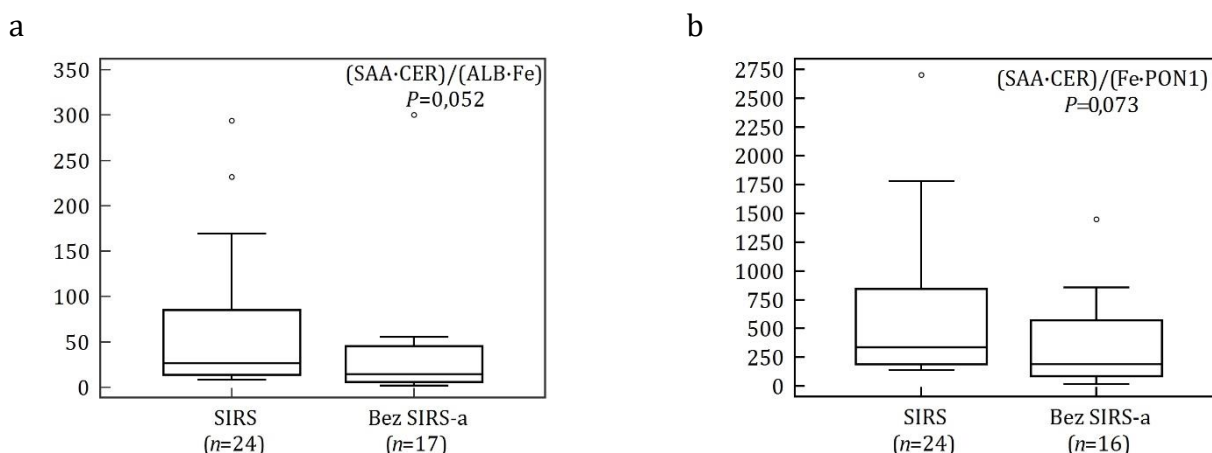 a
350
300
250
200
150
100
50
0
(SAA·CER)/(ALB·Fe)
P=0,052
SIRS
(n=24)
Bez SIRS-a
(n=17)
b
2750
2500
2250
2000
1750
1500
1250
1000
750
500
250
0
(SAA·CER)/(Fe·PON1)
P=0,073
SIRS
(n=24)
Bez SIRS-a
(n=16)